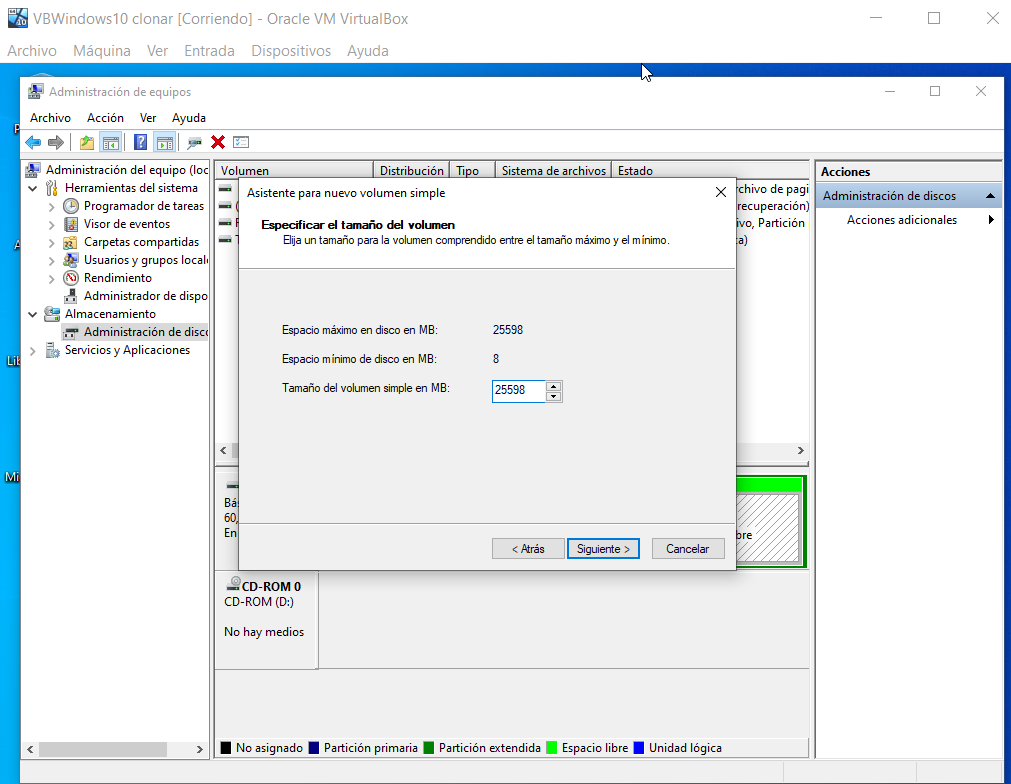 VBWindows10 clonar [Corriendo] - Oracle VM VirtualBox
Archivo Máquina Ver Entrada Dispositivos Ayuda
Administración de equipos
Archivo Acción Ver Ayuda
Administración del equipo (loc
Herramientas del sistema
Programador de tareas
Visor de eventos
Carpetas compartidas
Usuarios y grupos locale
Rendimiento
Administrador de dispo
Almacenamiento
Administración de disco
Servicios y Aplicaciones
Volumen Distribución Tipo Sistema de archivos Estado
rchivo de pagi
recuperación)
ivo, Partición
a)
Asistente para nuevo volumen simple
Especificar el tamaño del volumen
Elija un tamaño para la volumen comprendido entre el tamaño máximo y el mínimo.
Espacio máximo en disco en MB: 25598
Espacio mínimo de disco en MB: 8
Tamaño del volumen simple en MB: 25598
< Atrás Siguiente > Cancelar
Bás
60,
En
bre
CD-ROM 0
CD-ROM (D:)
No hay medios
No asignado Partición primaria Partición extendida Espacio libre Unidad lógica
Acciones
Administración de discos
Acciones adicionales
Lib
Mi